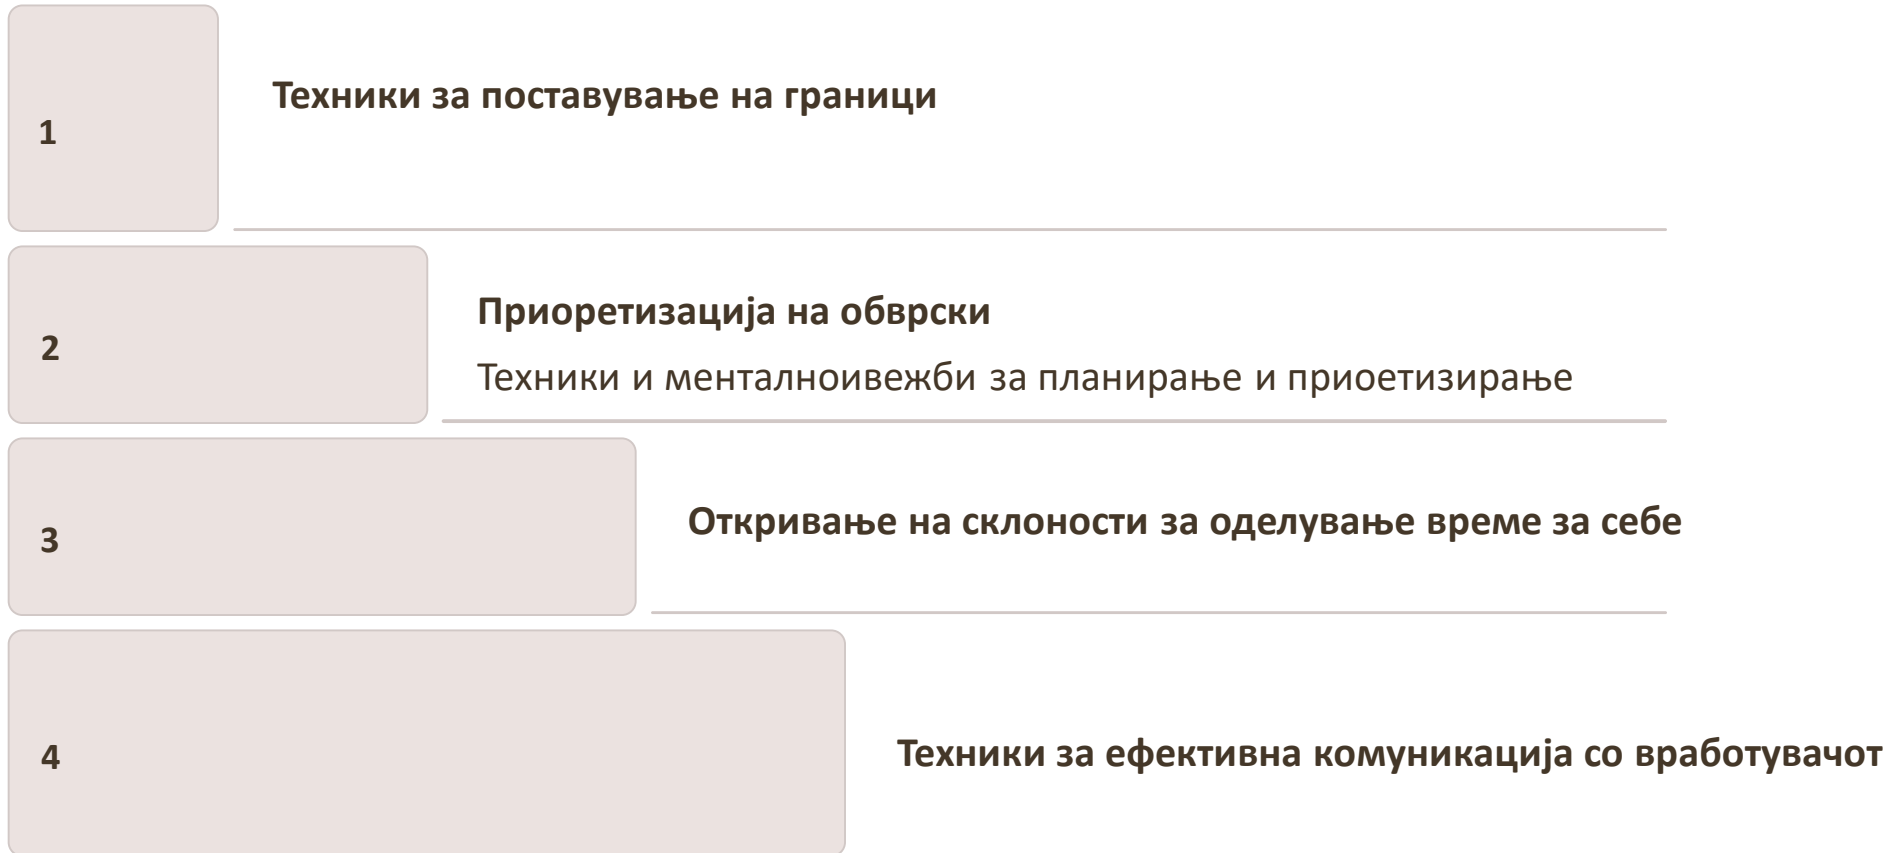 1
Техники за поставување на граници
2
Приоретизација на обврски
Техники и менталноивежби за планирање и приоетизирање
3
Откривање на склоности за оделување време за себе
4
Техники за ефективна комуникација со вработувачот